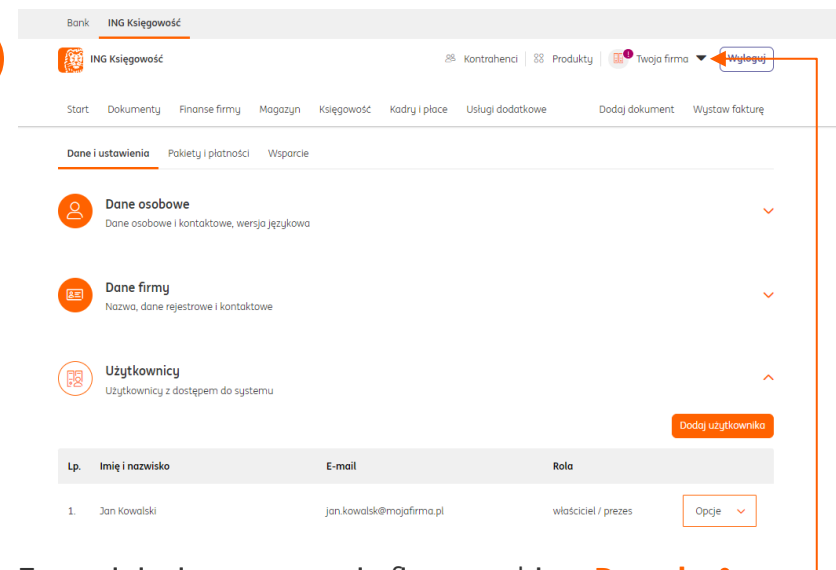 Bank ING Księgowość
ING Księgowość Kontrahenci Produkty Twoja firma Wyloguj
Start Dokumenty Finanse firmy Magazyn Księgowość Kadry i płace Usługi dodatkowe Dodaj dokument Wystaw fakturę
Dane i ustawienia Pakiety i płatności Wsparcie
Dane osobowe
Dane osobowe i kontaktowe, wersja językowa
Dane firmy
Nazwa, dane rejestrowe i kontaktowe
Użytkownicy
Użytkownicy z dostępem do systemu
Dodaj użytkownika
Lp. Imię i nazwisko E-mail Rola
1. Jan Kowalski jan.kowalsk@mojafirma.pl właściciel / prezes Opcje